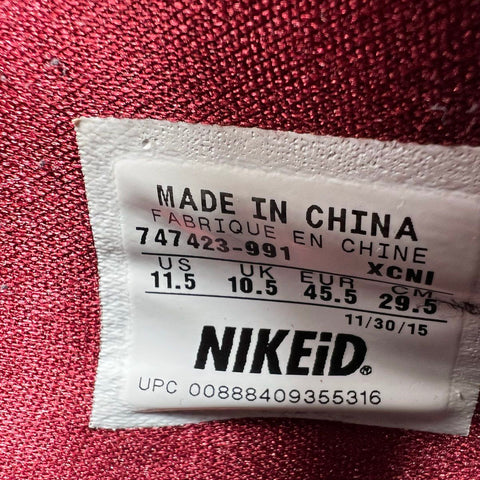 MADE IN CHINA
FABRIQUE EN CHINE
747423-991 XCNI
US UK EUR CM
11.5 10.5 45.5 29.5
11/30/15
NIKEiD®
UPC 00888409355316